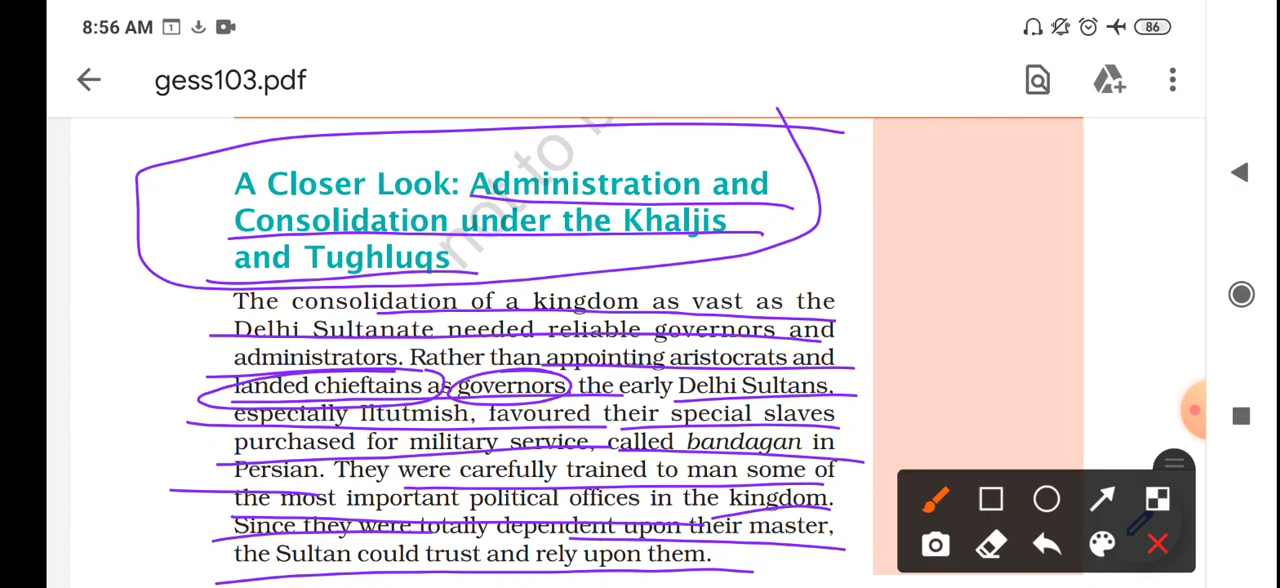 8:56 AM
86
gess103.pdf
not to
A Closer Look: Administration and
Consolidation under the Khaljis
and Tughluqs
The consolidation of a kingdom as vast as the
Delhi Sultanate needed reliable governors and
administrators. Rather than appointing aristocrats and
landed chieftains as governors, the early Delhi Sultans,
especially Iltutmish, favoured their special slaves
purchased for military service, called bandagan in
Persian. They were carefully trained to man some of
the most important political offices in the kingdom.
Since they were totally dependent upon their master,
the Sultan could trust and rely upon them.